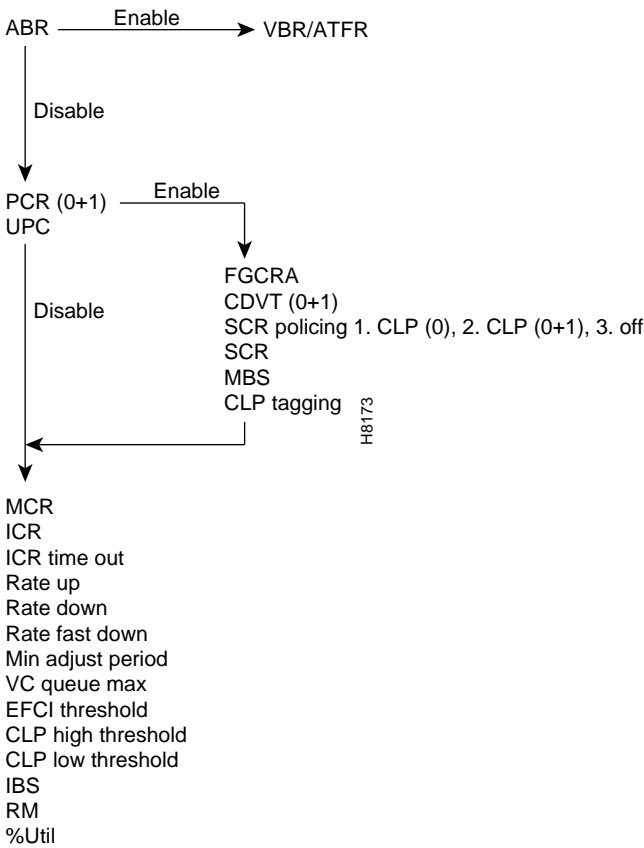 ABR
Enable
VBR/ATFR
Disable
PCR (0+1)
Enable
UPC
FGCRA
CDVT (0+1)
Disable
SCR policing 1. CLP (0), 2. CLP (0+1), 3. off
SCR
MBS
CLP tagging
H8173
MCR
ICR
ICR time out
Rate up
Rate down
Rate fast down
Min adjust period
VC queue max
EFCI threshold
CLP high threshold
CLP low threshold
IBS
RM
%Util